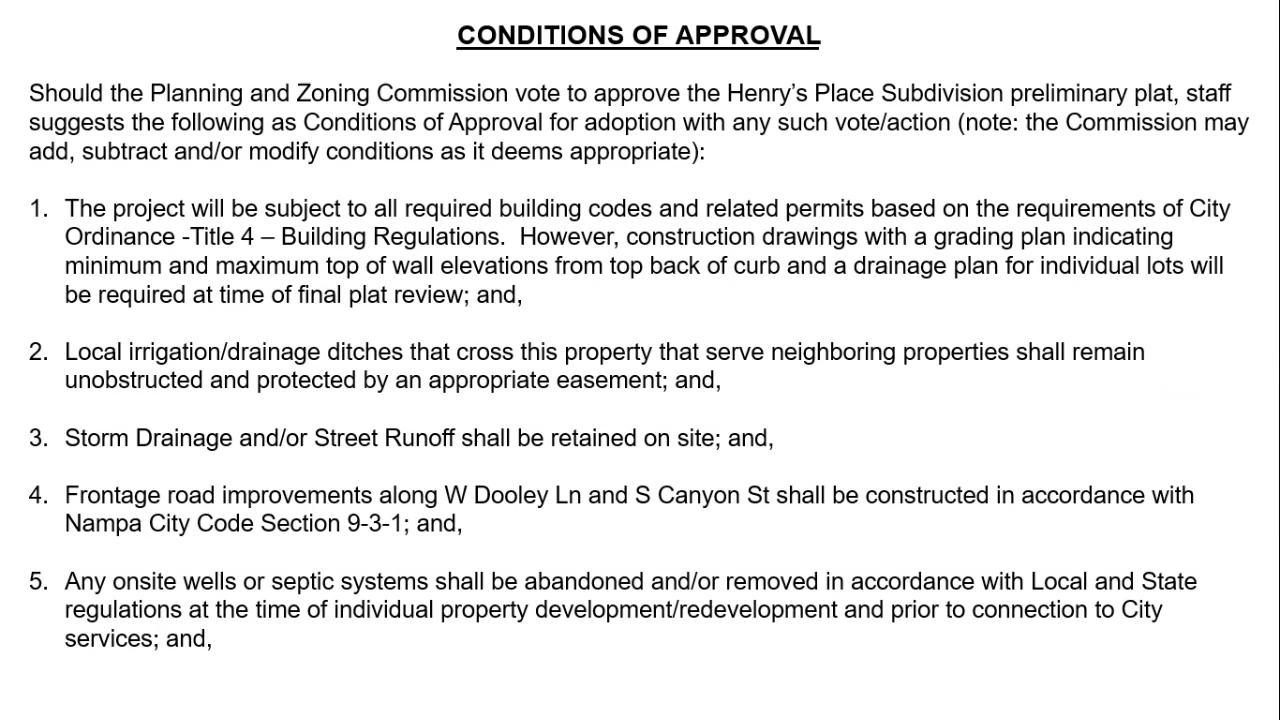 CONDITIONS OF APPROVAL
Should the Planning and Zoning Commission vote to approve the Henry’s Place Subdivision preliminary plat, staff
suggests the following as Conditions of Approval for adoption with any such vote/action (note: the Commission may
add, subtract and/or modify conditions as it deems appropriate):
1. The project will be subject to all required building codes and related permits based on the requirements of City
Ordinance -Title 4 – Building Regulations.  However, construction drawings with a grading plan indicating
minimum and maximum top of wall elevations from top back of curb and a drainage plan for individual lots will
be required at time of final plat review; and,
2. Local irrigation/drainage ditches that cross this property that serve neighboring properties shall remain
unobstructed and protected by an appropriate easement; and,
3. Storm Drainage and/or Street Runoff shall be retained on site; and,
4. Frontage road improvements along W Dooley Ln and S Canyon St shall be constructed in accordance with
Nampa City Code Section 9-3-1; and,
5. Any onsite wells or septic systems shall be abandoned and/or removed in accordance with Local and State
regulations at the time of individual property development/redevelopment and prior to connection to City
services; and,